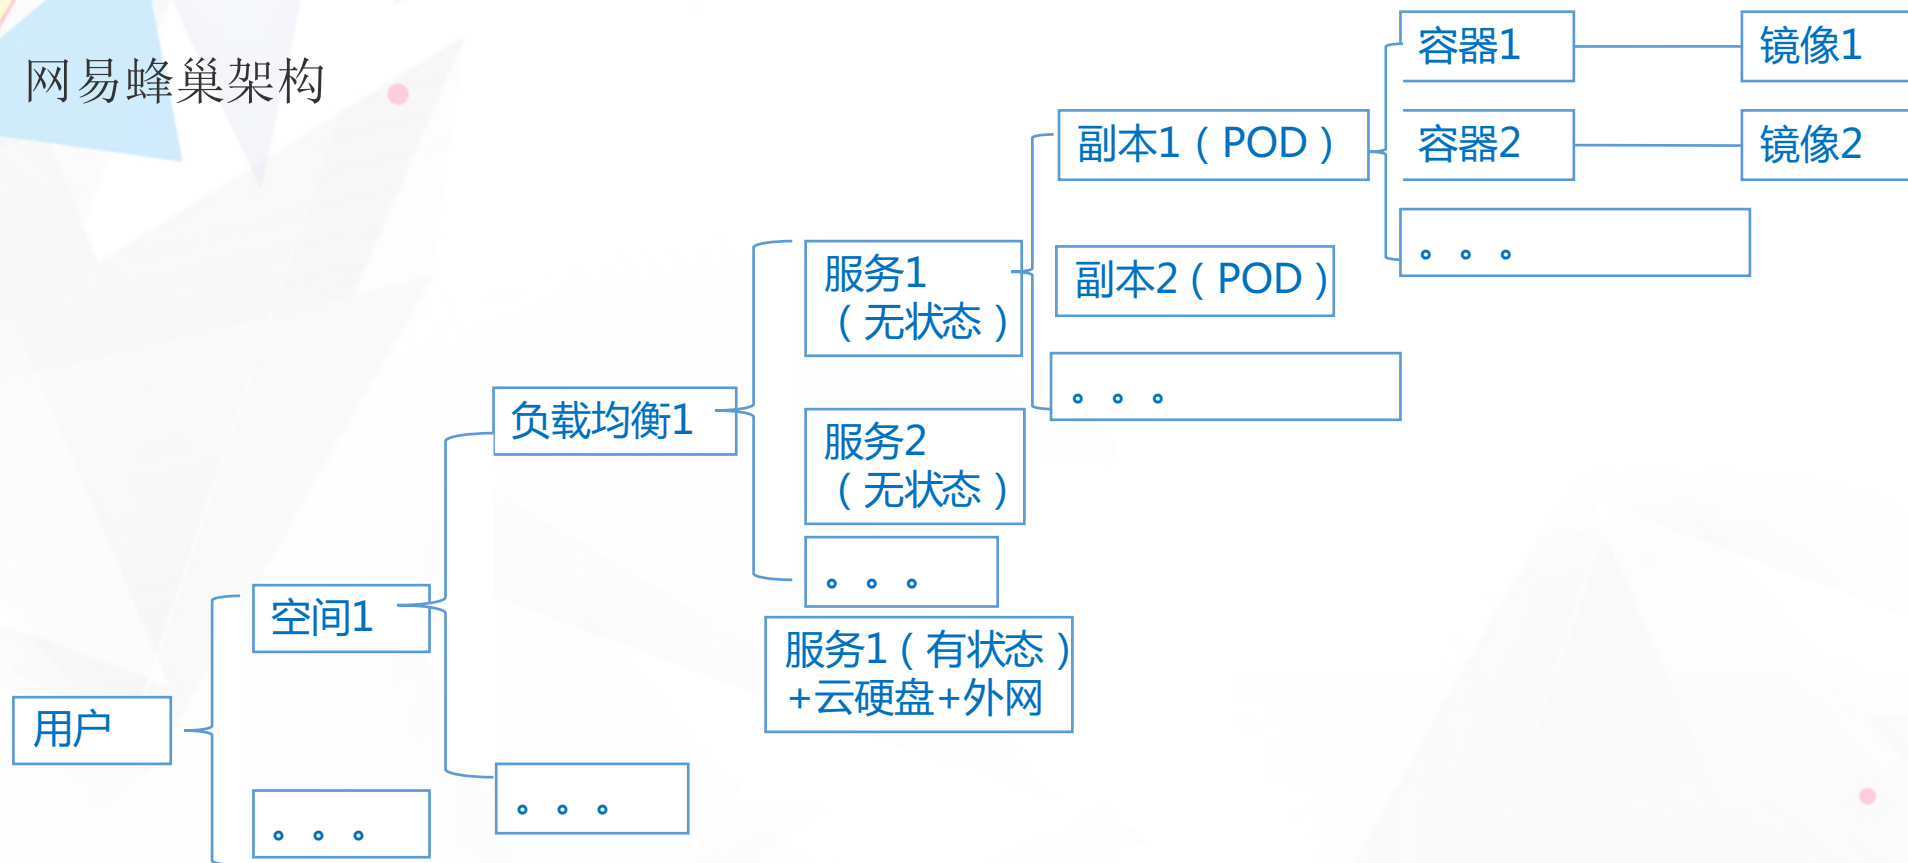 网易蜂巢架构
容器1
镜像1
副本1（POD）
容器2
镜像2
。。。
服务1
（无状态）
副本2（POD）
。。。
负载均衡1
服务2
（无状态）
。。。
空间1
服务1（有状态）
+云硬盘+外网
用户
。。。
。。。